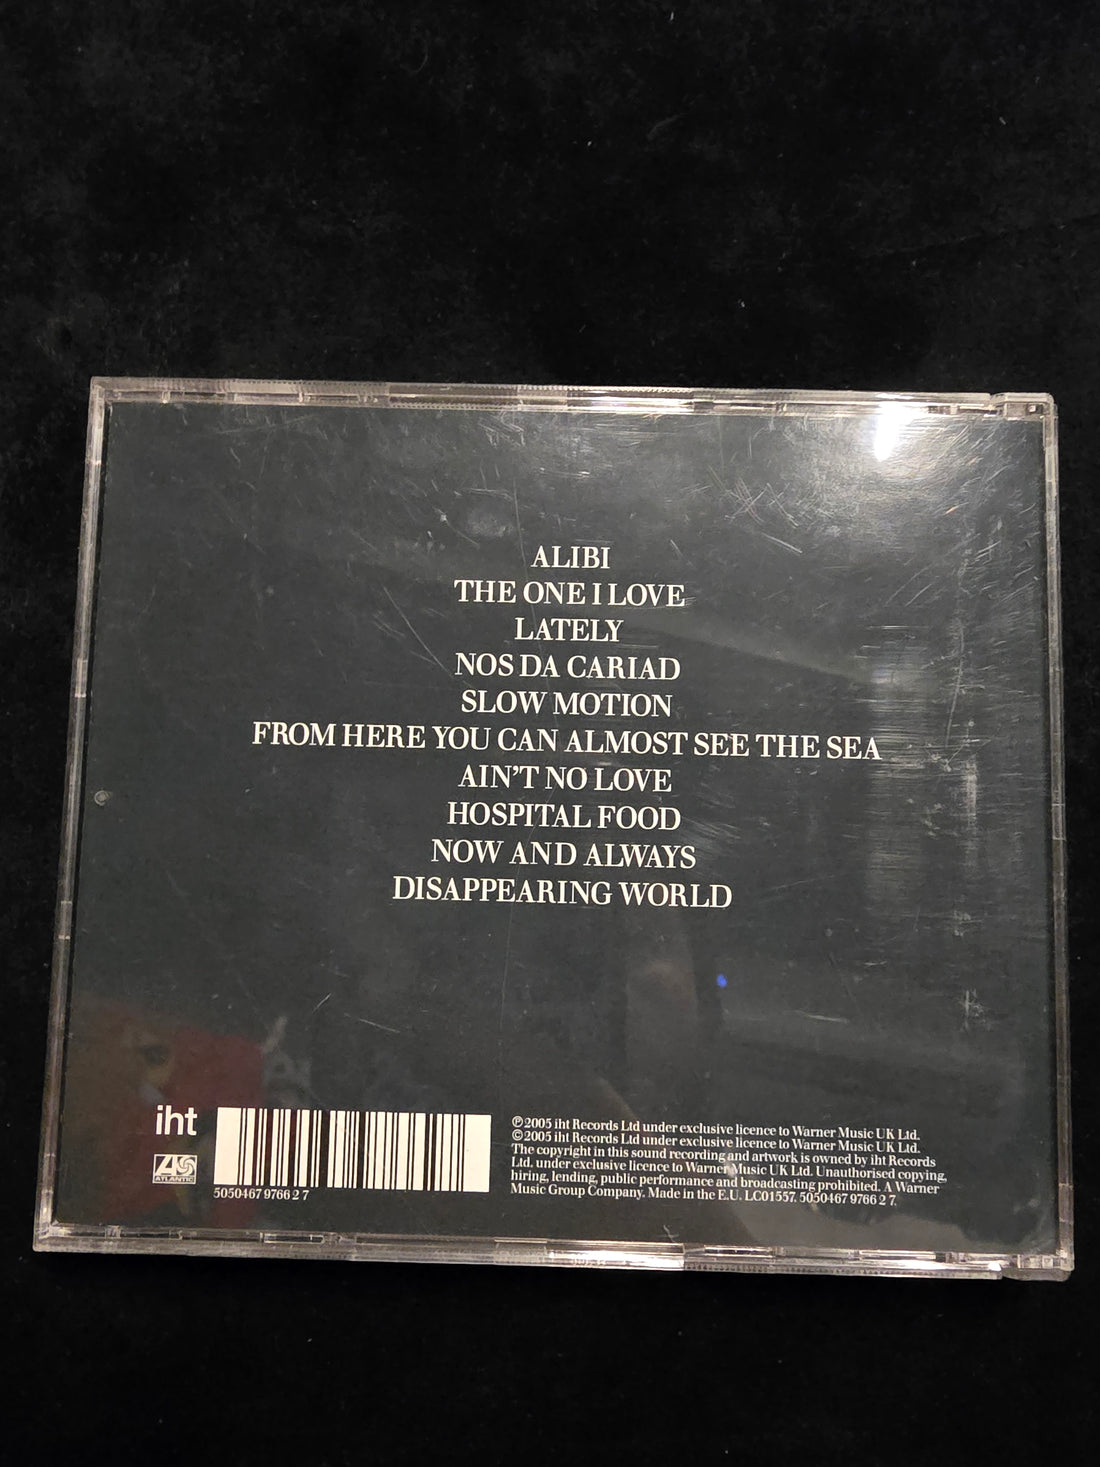 ALIBI
THE ONE I LOVE
LATELY
NOS DA CARIAD
SLOW MOTION
FROM HERE YOU CAN ALMOST SEE THE SEA
AIN'T NO LOVE
HOSPITAL FOOD
NOW AND ALWAYS
DISAPPEARING WORLD
iht
ATLANTIC
5050467 9766 2 7
℗2005 iht Records Ltd under exclusive licence to Warner Music UK Ltd.
©2005 iht Records Ltd under exclusive licence to Warner Music UK Ltd.
The copyright in this sound recording and artwork is owned by iht Records
Ltd. under exclusive licence to Warner Music UK Ltd. Unauthorised copying,
hiring, lending, public performance and broadcasting prohibited. A Warner
Music Group Company. Made in the E.U. LC01557. 5050467 9766 2 7.